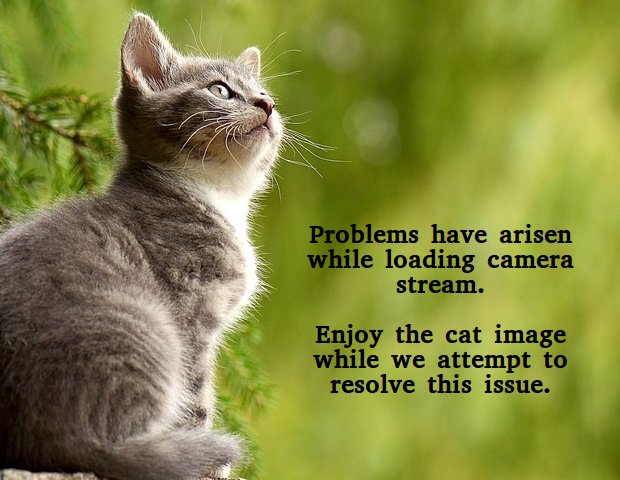 Problems have arisen
while loading camera
stream.
Enjoy the cat image
while we attempt to
resolve this issue.